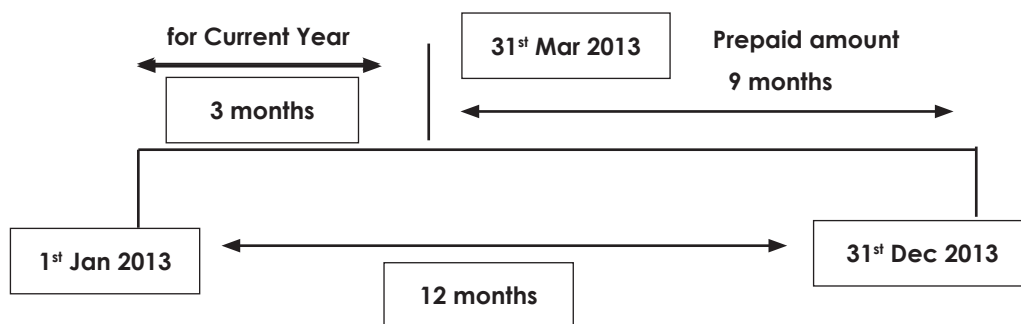 for Current Year
31st Mar 2013
Prepaid amount
9 months
3 months
1st Jan 2013
31st Dec 2013
12 months